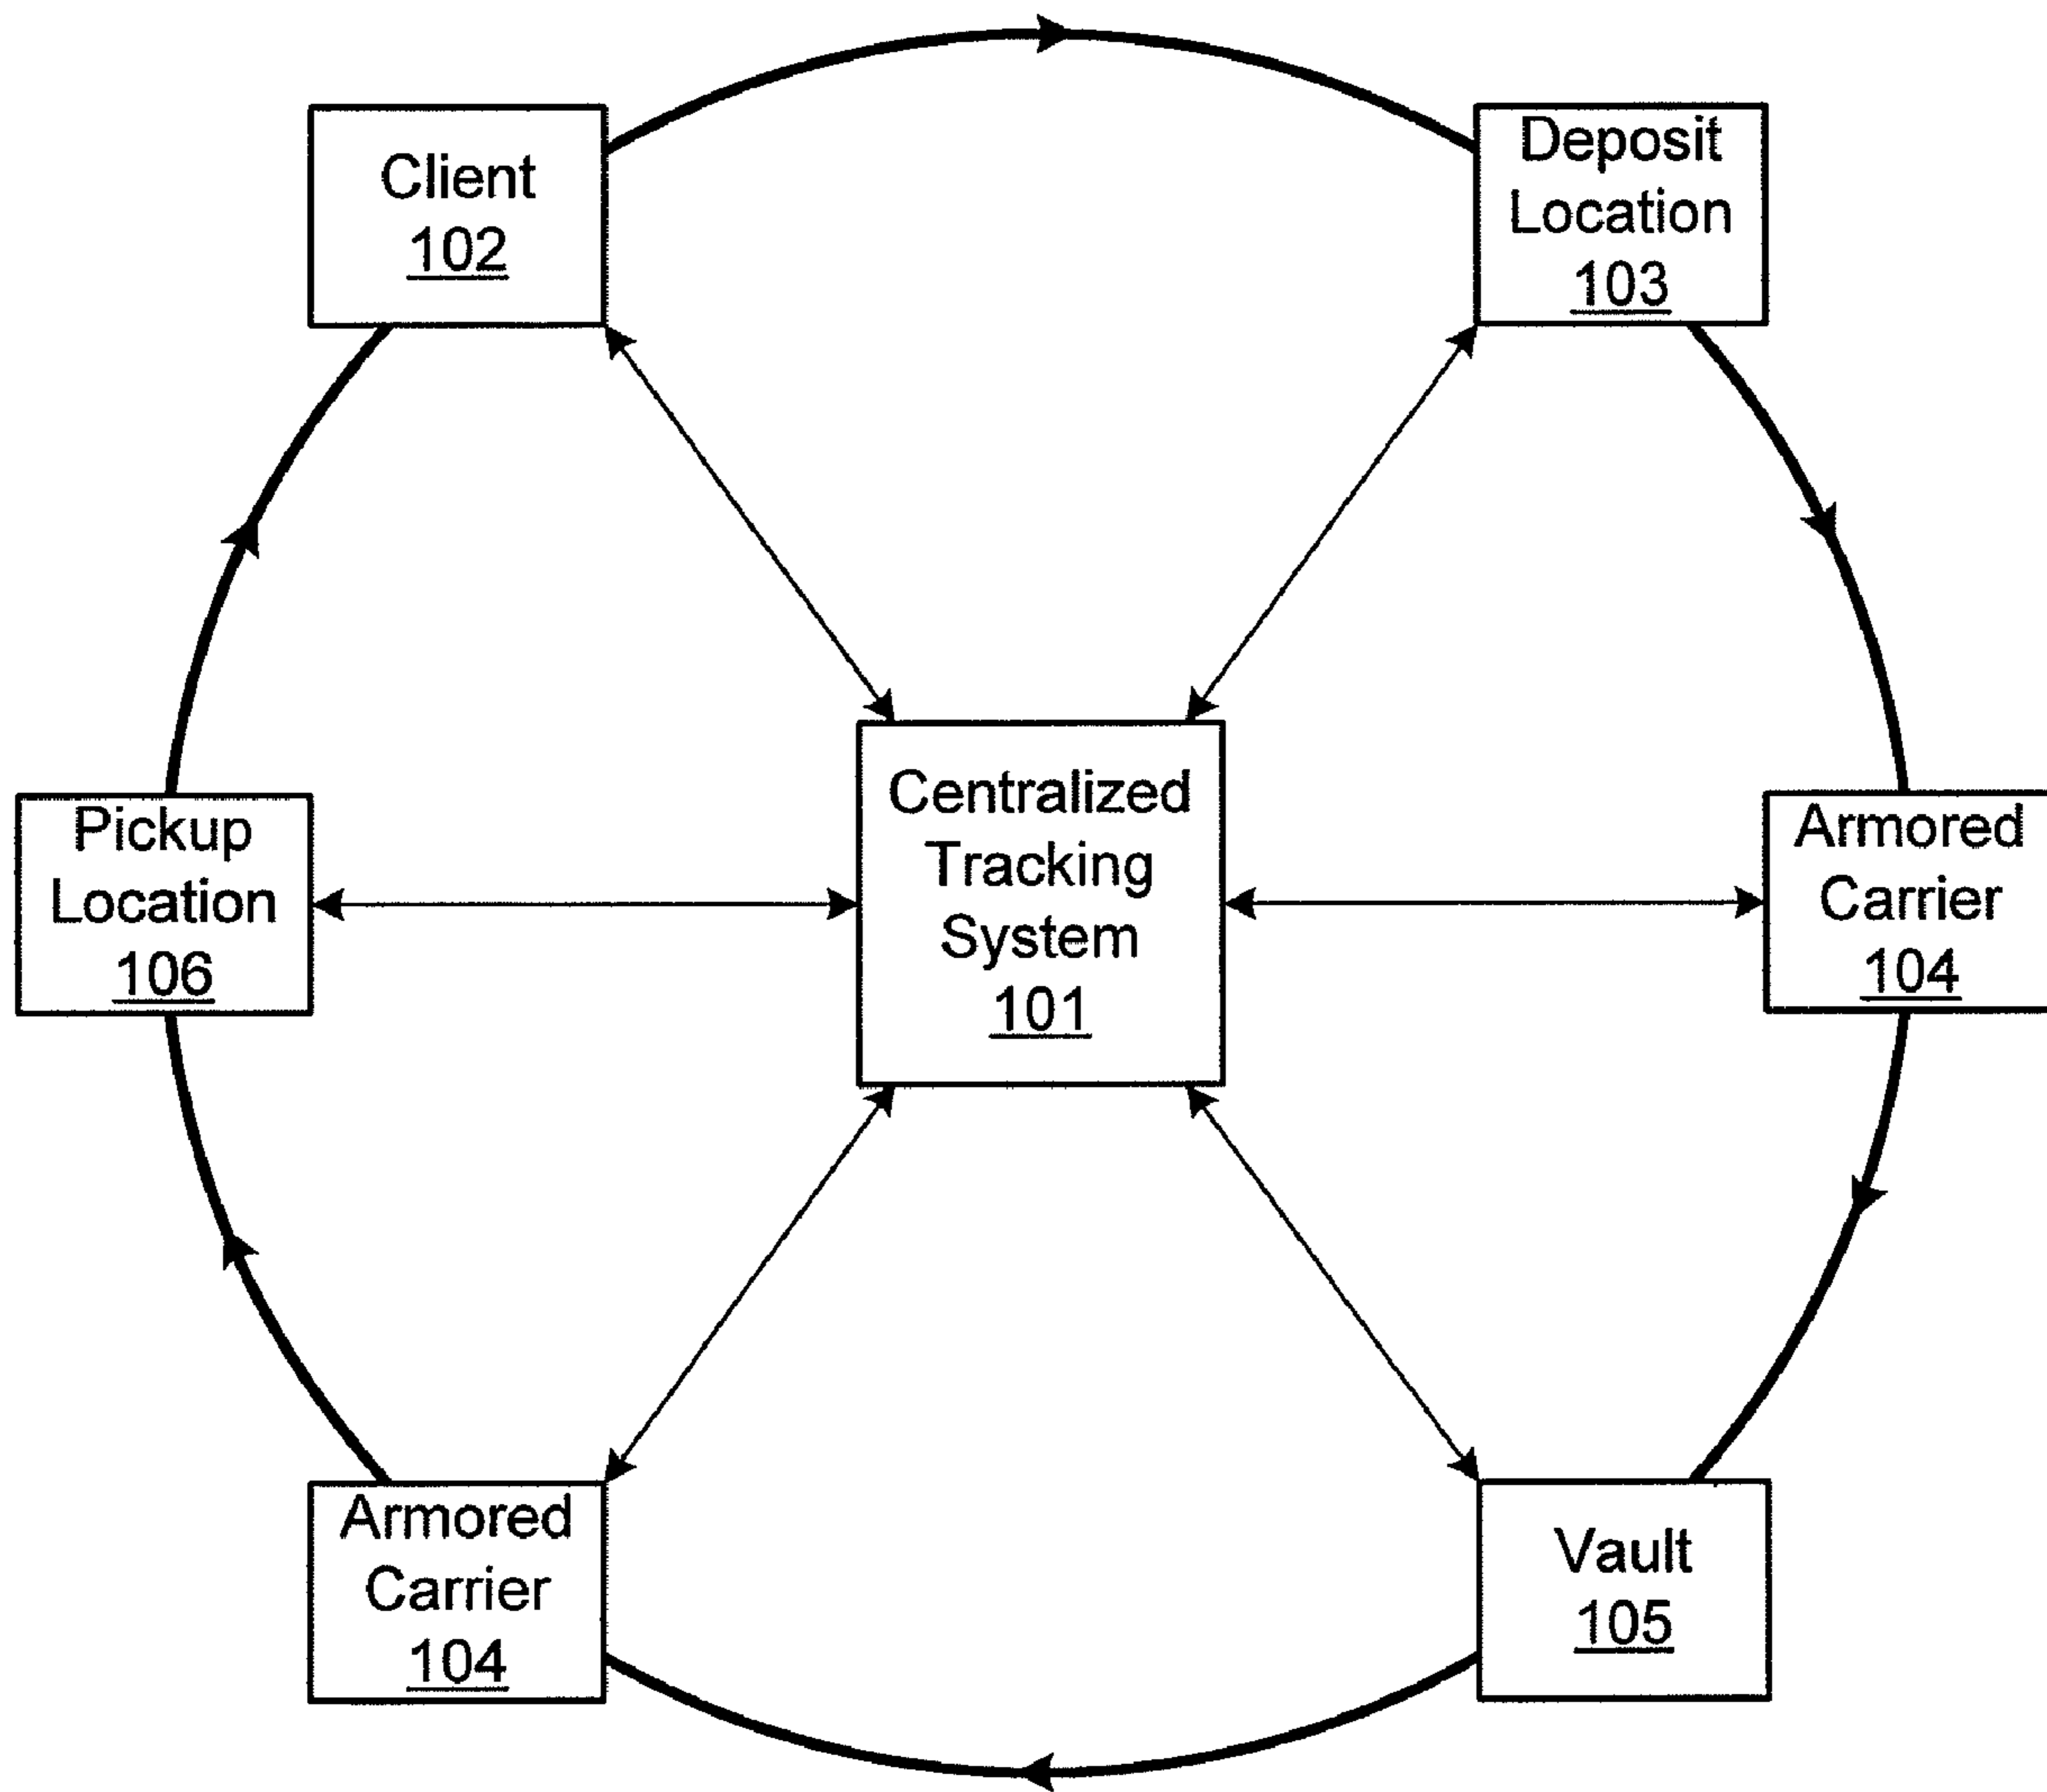 Client
102
Deposit
Location
103
Centralized
Tracking
System
101
Pickup
Location
106
Armored
Carrier
104
Armored
Carrier
104
Vault
105